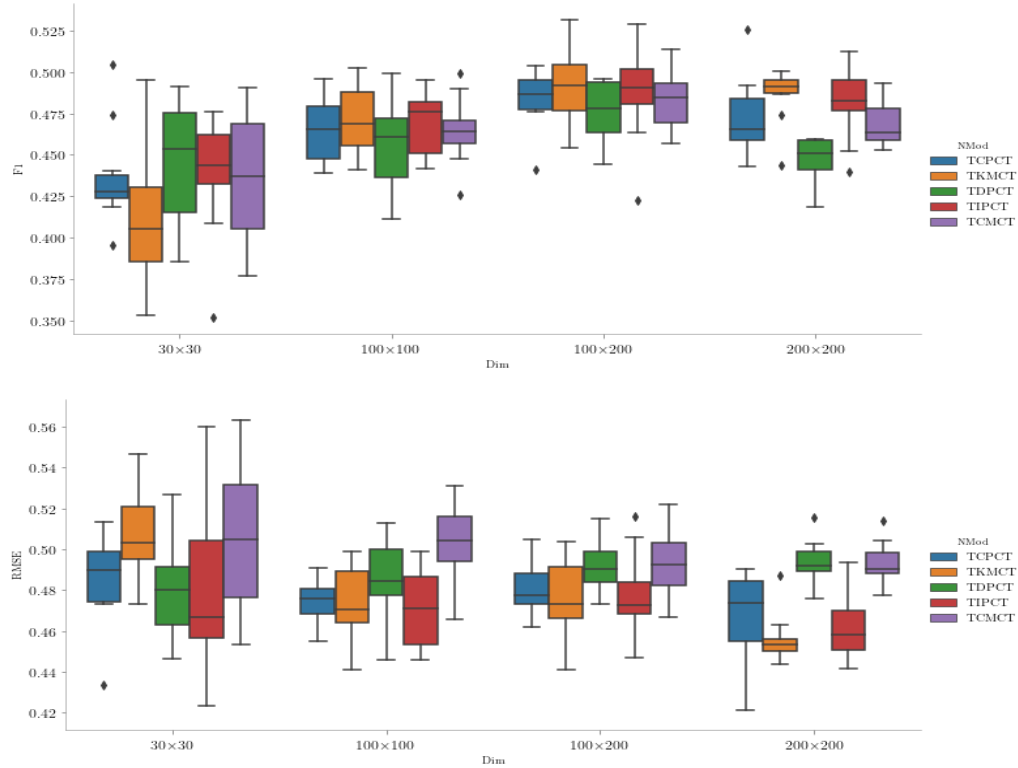 0.525
0.500
0.475
0.450
0.425
0.400
0.375
0.350
F1
30×30
100×100
100×200
200×200
Dim
NMod
TCPCT
TKMCT
TDPCT
TIPCT
TCMCT
0.56
0.54
0.52
0.50
0.48
0.46
0.44
0.42
RMSE
30×30
100×100
100×200
200×200
Dim
NMod
TCPCT
TKMCT
TDPCT
TIPCT
TCMCT